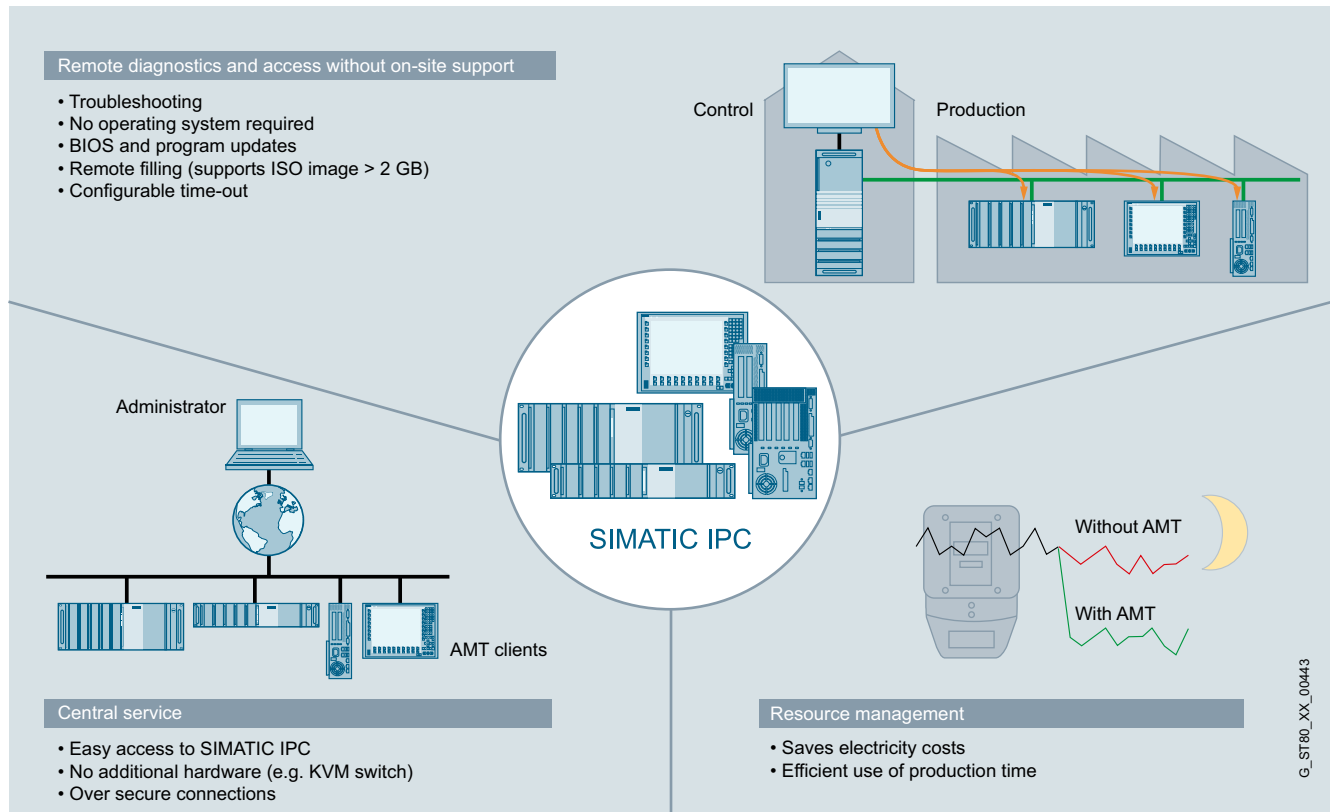 Remote diagnostics and access without on-site support
• Troubleshooting
• No operating system required
• BIOS and program updates
• Remote filling (supports ISO image > 2 GB)
• Configurable time-out
Control
Production
Administrator
AMT clients
SIMATIC IPC
Without AMT
With AMT
Central service
• Easy access to SIMATIC IPC
• No additional hardware (e.g. KVM switch)
• Over secure connections
Resource management
• Saves electricity costs
• Efficient use of production time
G_ST80_XX_00443